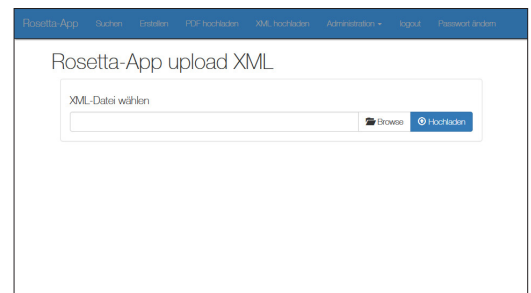 Rosetta-App Suchen Erstellen PDF hochladen XML hochladen Administration logout Passwort ändern
Rosetta-App upload XML
XML-Datei wählen
Browse Hochladen